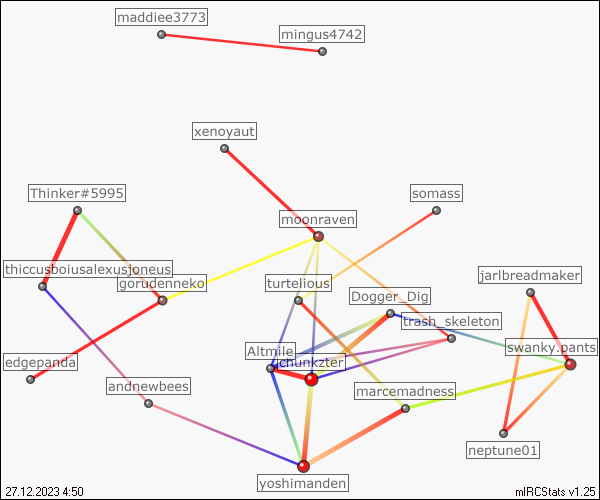 maddiee3773
mingus4742
xenoyaut
Thinker#5995
somass
moonraven
thiccusboiusalexusjoneus
gorudenneko
turtelious
jarlbreadmaker
Dogger_Dig
trash_skeleton
swanky.pants
Altmile
chunkzter
edgepanda
andnewbees
marcemadness
neptune01
yoshimanden
27.12.2023 4:50
mIRCStats v1.25